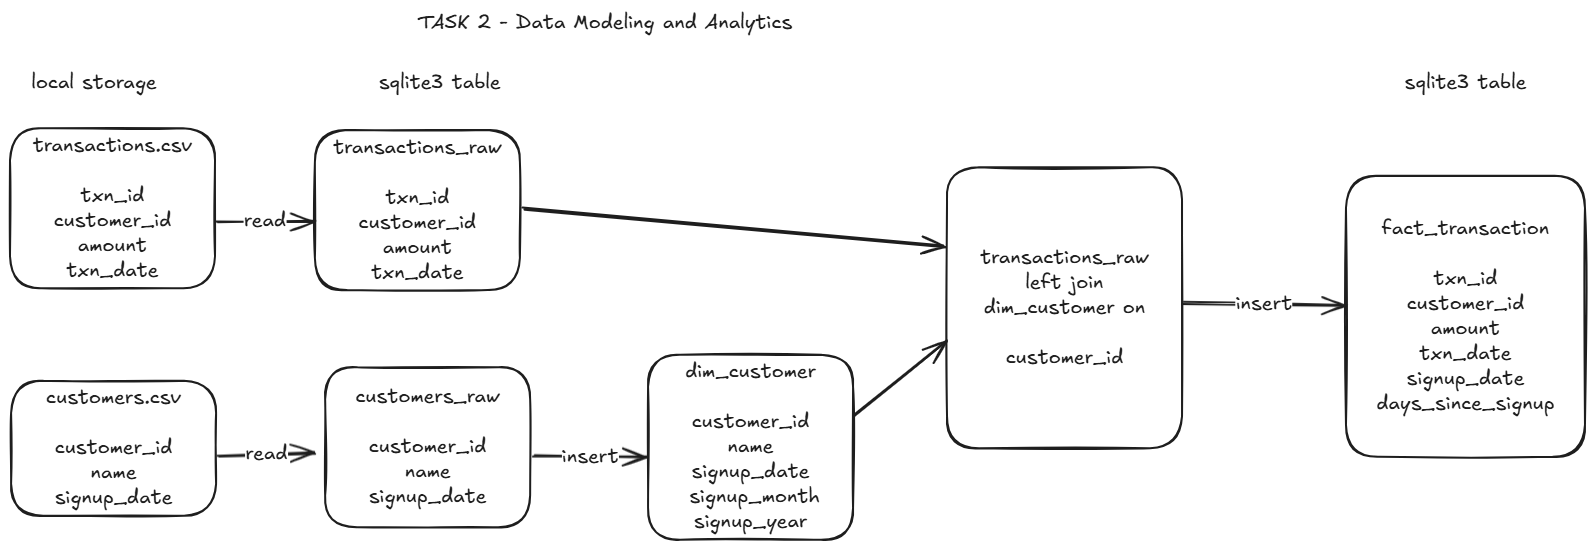 TASK 2 - Data Modeling and Analytics
local storage
sqlite3 table
sqlite3 table
transactions.csv
txn_id
customer_id
amount
txn_date
read
transactions_raw
txn_id
customer_id
amount
txn_date
customers.csv
customer_id
name
signup_date
read
customers_raw
customer_id
name
signup_date
insert
dim_customer
customer_id
name
signup_date
signup_month
signup_year
transactions_raw
left join
dim_customer on
customer_id
insert
fact_transaction
txn_id
customer_id
amount
txn_date
signup_date
days_since_signup